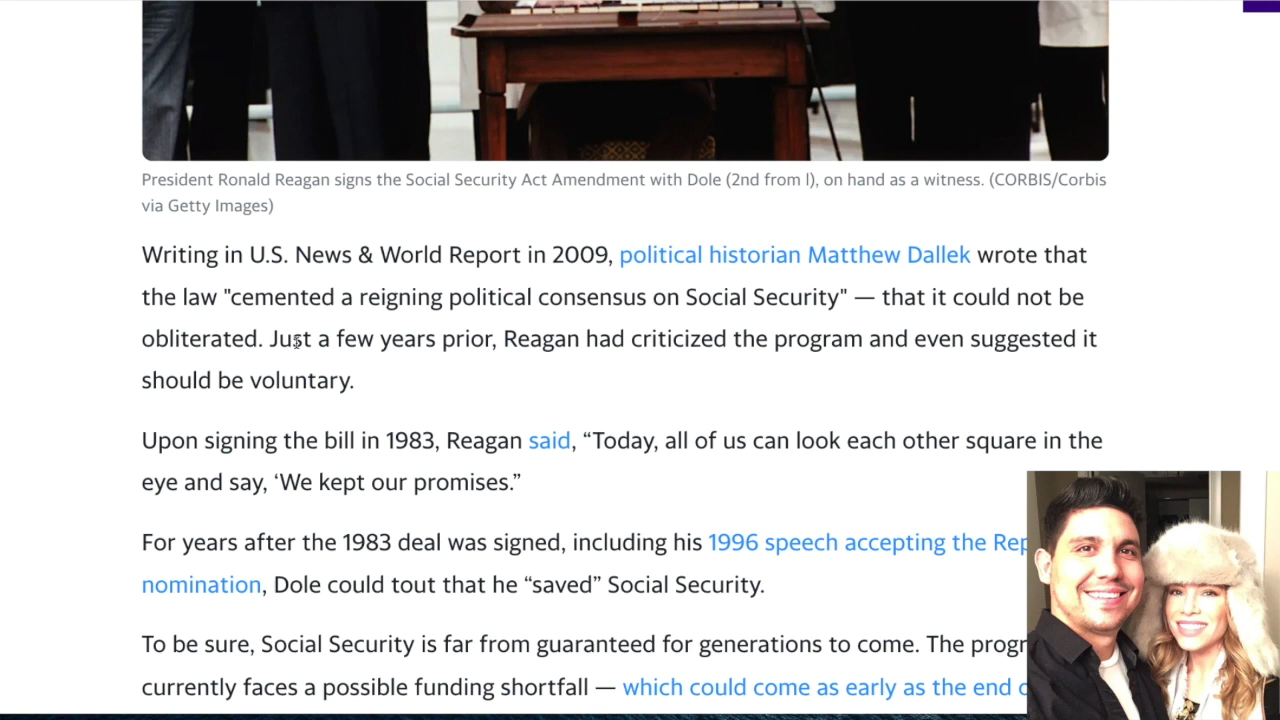 President Ronald Reagan signs the Social Security Act Amendment with Dole (2nd from l), on hand as a witness. (CORBIS/Corbis
via Getty Images)
Writing in U.S. News & World Report in 2009, political historian Matthew Dallek wrote that
the law "cemented a reigning political consensus on Social Security" — that it could not be
obliterated. Just a few years prior, Reagan had criticized the program and even suggested it
should be voluntary.
Upon signing the bill in 1983, Reagan said, “Today, all of us can look each other square in the
eye and say, ‘We kept our promises.”
For years after the 1983 deal was signed, including his 1996 speech accepting the
nomination, Dole could tout that he “saved” Social Security.
To be sure, Social Security is far from guaranteed for generations to come. The
currently faces a possible funding shortfall — which could come as early as the end